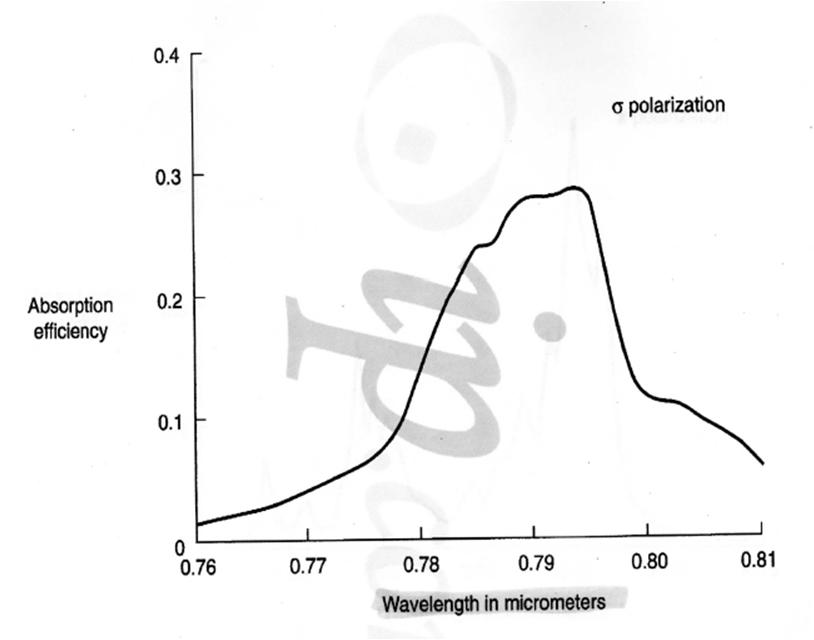 0.4
σ polarization
0.3
0.2
Absorption
efficiency
0.1
0
0.76
0.77
0.78
0.79
0.80
0.81
Wavelength in micrometers